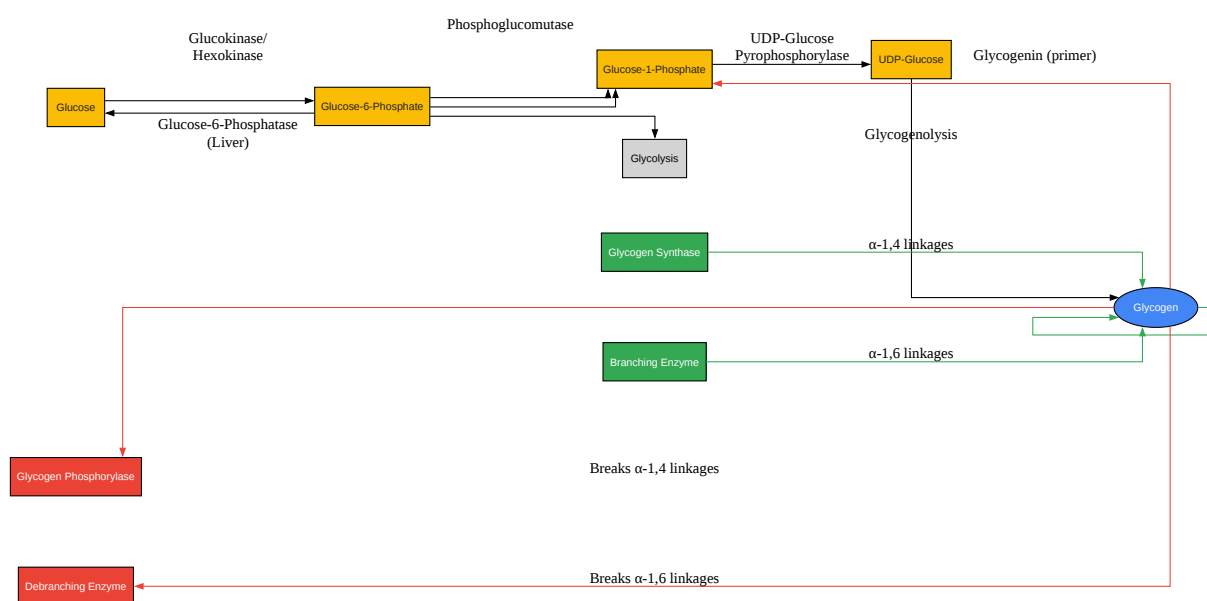 Phosphoglucomutase
Glucokinase/
Hexokinase
UDP-Glucose
Pyrophosphorylase
Glycogenin (primer)
UDP-Glucose
Glucose-1-Phosphate
Glucose
Glucose-6-Phosphate
Glucose-6-Phosphatase
(Liver)
Glycogenolysis
Glycolysis
α-1,4 linkages
Glycogen Synthase
Glycogen
α-1,6 linkages
Branching Enzyme
Breaks α-1,4 linkages
Glycogen Phosphorylase
Breaks α-1,6 linkages
Debranching Enzyme